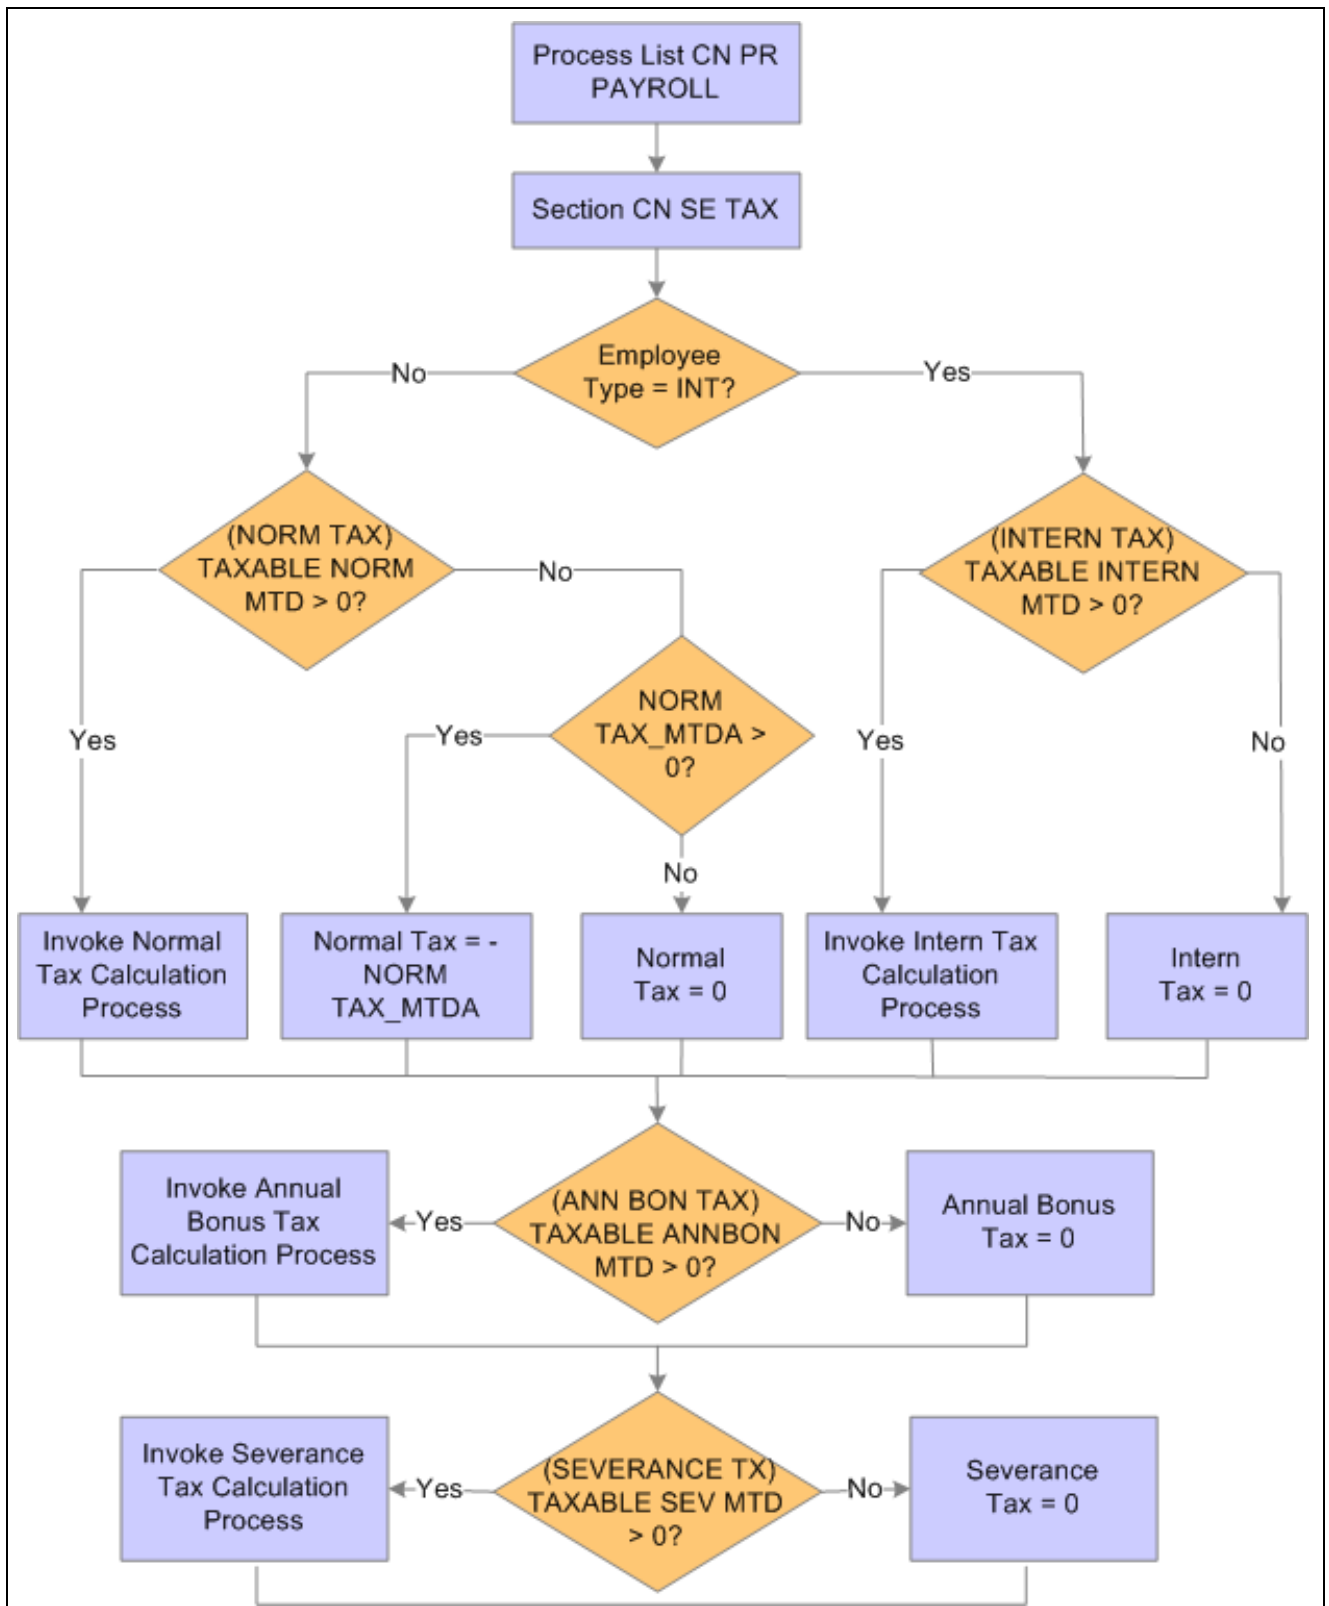 Process List CN PR
PAYROLL
Section CN SE TAX
Employee
Type = INT?
No
Yes
(NORM TAX)
TAXABLE NORM
MTD > 0?
No
(INTERN TAX)
TAXABLE INTERN
MTD > 0?
Yes
Yes
NORM
TAX_MTDA >
0?
Yes
No
No
Invoke Normal
Tax Calculation
Process
Normal Tax = -
NORM
TAX_MTDA
Normal
Tax = 0
Invoke Intern Tax
Calculation
Process
Intern
Tax = 0
Invoke Annual
Bonus Tax
Calculation Process
Yes
(ANN BON TAX)
TAXABLE ANNBON
MTD > 0?
No
Annual Bonus
Tax = 0
Invoke Severance
Tax Calculation
Process
Yes
(SEVERANCE TX)
TAXABLE SEV MTD
> 0?
No
Severance
Tax = 0